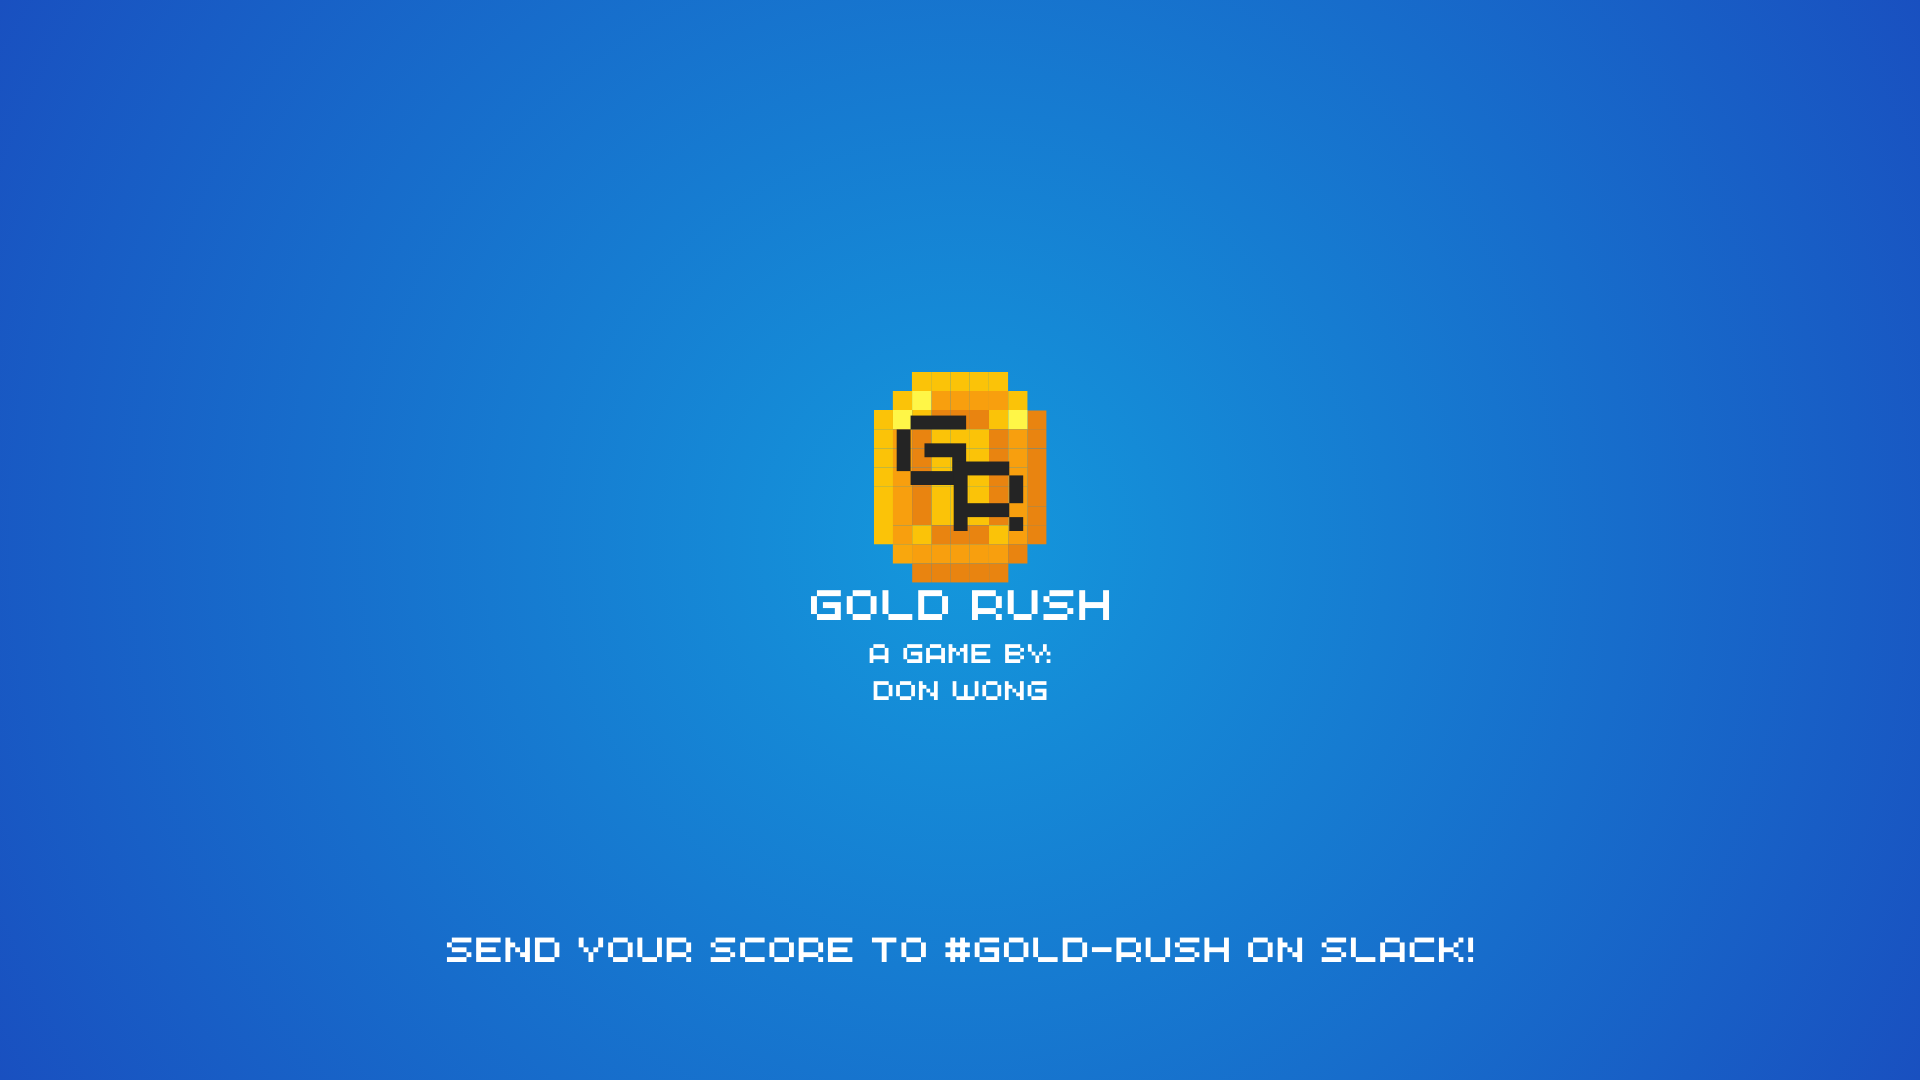 GR
GOLD RUSH
A GAME BY:
DON WONG
SEND YOUR SCORE TO #GOLD-RUSH ON SLACK!